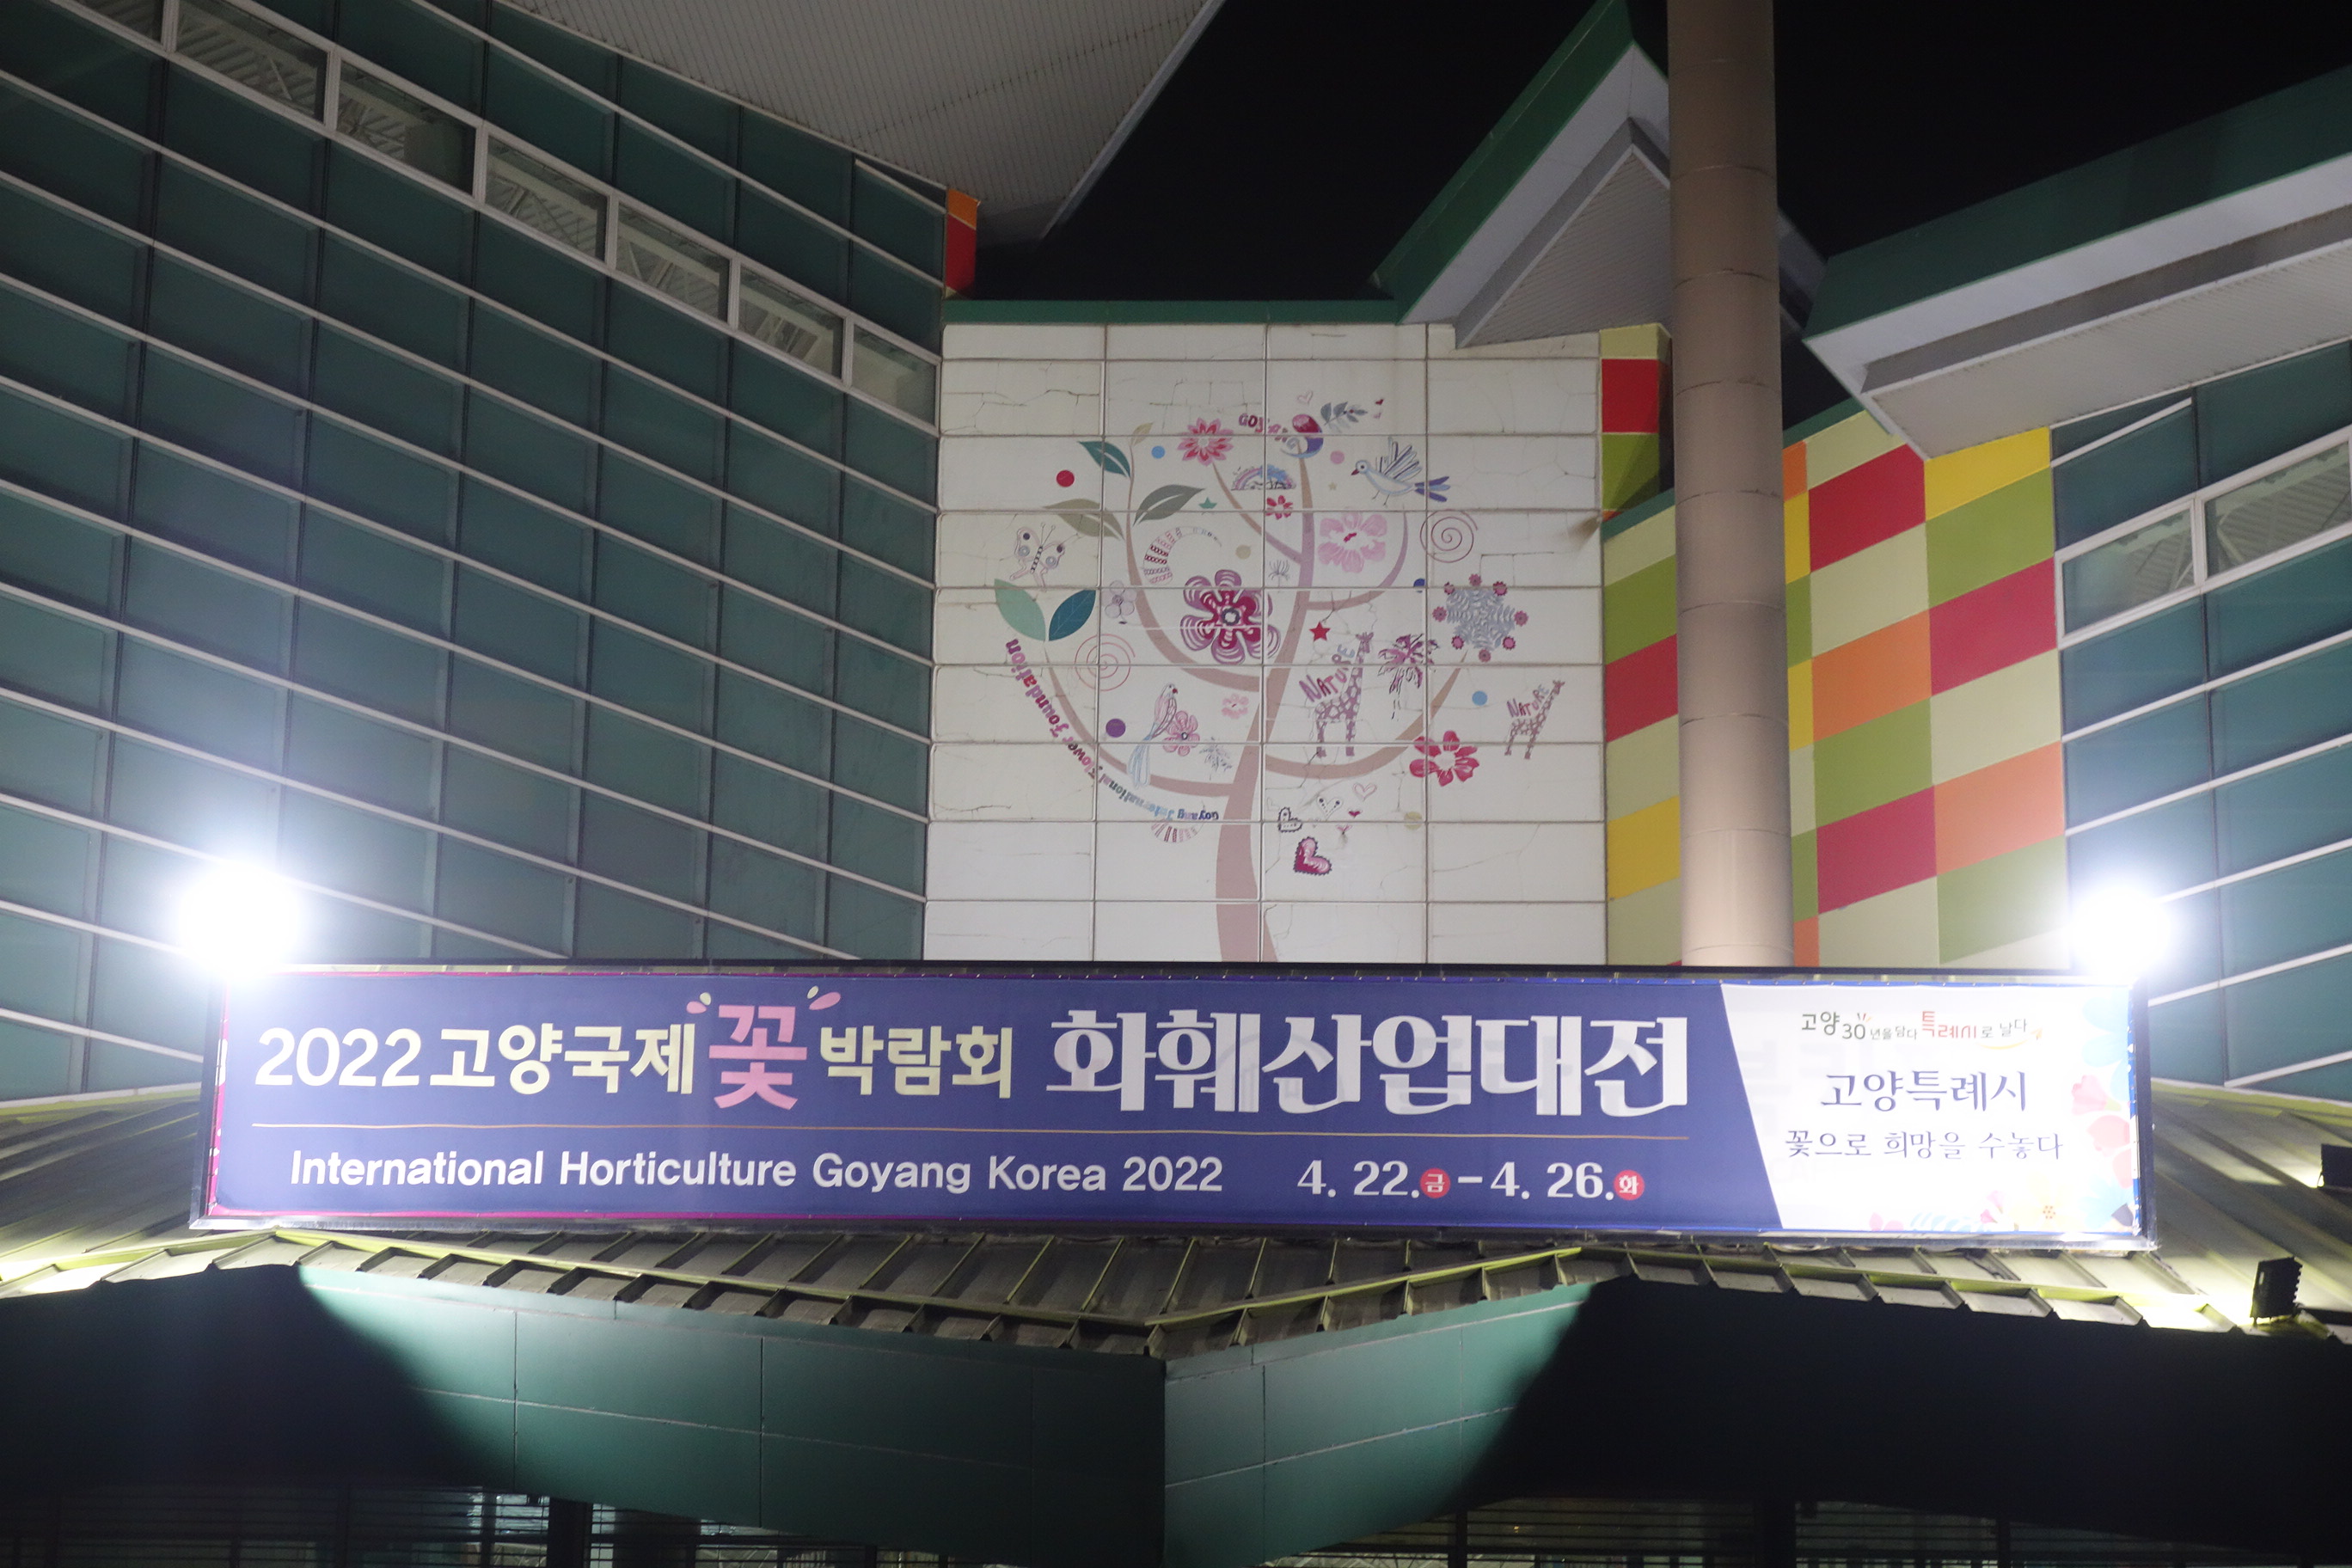 GOYANG
NATURE
NATURE
Goyang International Flower Foundation
2022 고양국제꽃박람회 화훼산업대전
International Horticulture Goyang Korea 2022 4. 22.금 – 4. 26.화
고양30년을 담다 특례시로 날다
고양특례시
꽃으로 희망을 수놓다